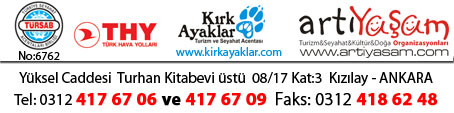 TÜRSAB
No:6762
THY
TÜRK HAVA YOLLARI
Kırk
Ayaklar
Turizm ve Seyahat Acentası
www.kirkayaklar.com
artıYaşam
Turizm&Seyahat&Kültür&Doğa Organizasyonları
www.artiyasam.com
Yüksel Caddesi Turhan Kitabevi üstü 08/17 Kat:3 Kızılay - ANKARA
Tel: 0312 417 67 06 ve 417 67 09 Faks: 0312 418 62 48